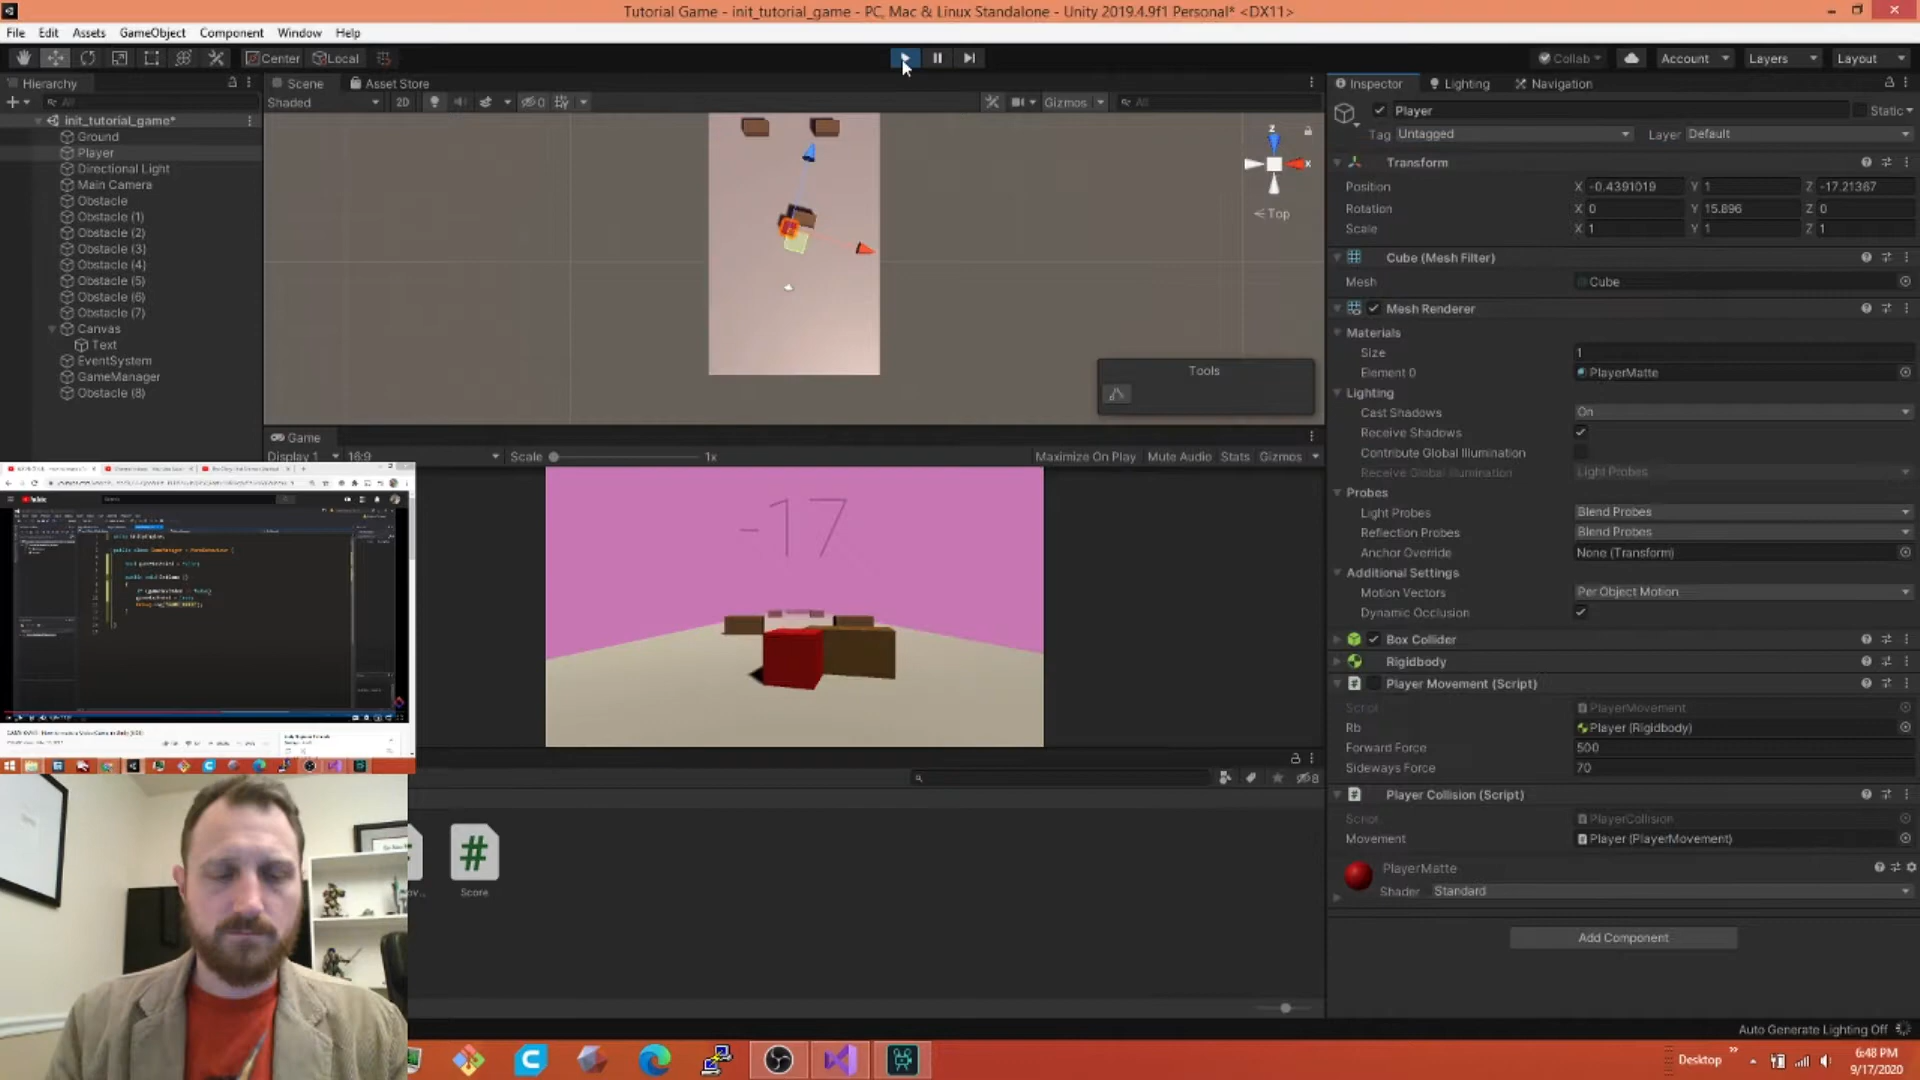 Tutorial Game - init_tutorial_game - PC, Mac & Linux Standalone - Unity 2019.4.9f1 Personal* <DX11>
File Edit Assets GameObject Component Window Help
Center Local
Collab Account Layers Layout
Hierarchy
All
init_tutorial_game*
Ground
Player
Directional Light
Main Camera
Obstacle
Obstacle (1)
Obstacle (2)
Obstacle (3)
Obstacle (4)
Obstacle (5)
Obstacle (6)
Obstacle (7)
Canvas
Text
EventSystem
GameManager
Obstacle (8)
Scene Asset Store
Shaded 2D 0 Gizmos All
z
x
Top
Tools
Game
Display 1 16:9 Scale 1x Maximize On Play Mute Audio Stats Gizmos
-17
8
Score
Inspector Lighting Navigation
Player Static
Tag Untagged Layer Default
Transform
Position X -0.4391019 Y 1 Z -17.21367
Rotation X 0 Y 15.896 Z 0
Scale X 1 Y 1 Z 1
Cube (Mesh Filter)
Mesh Cube
Mesh Renderer
Materials
Size 1
Element 0 PlayerMatte
Lighting
Cast Shadows On
Receive Shadows
Contribute Global Illumination
Receive Global Illumination Light Probes
Probes
Light Probes Blend Probes
Reflection Probes Blend Probes
Anchor Override None (Transform)
Additional Settings
Motion Vectors Per Object Motion
Dynamic Occlusion
Box Collider
Rigidbody
Player Movement (Script)
Script PlayerMovement
Rb Player (Rigidbody)
Forward Force 500
Sideways Force 70
Player Collision (Script)
Script PlayerCollision
Movement Player (PlayerMovement)
PlayerMatte
Shader Standard
Add Component
Auto Generate Lighting Off
Desktop
6:48 PM
9/17/2020